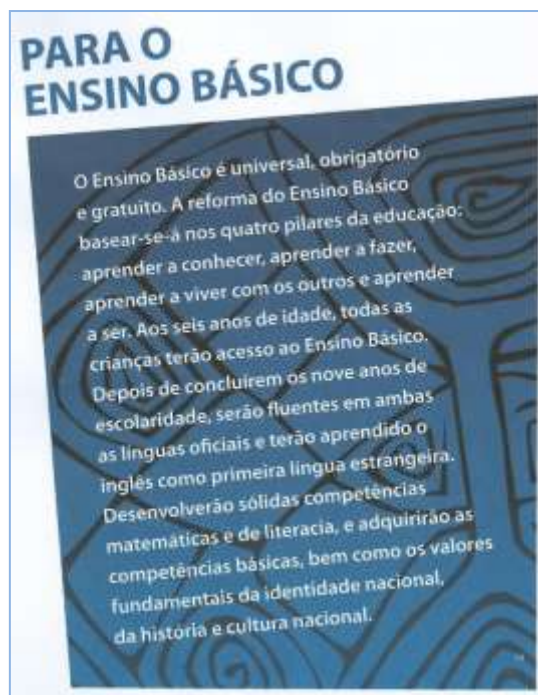 PARA O
ENSINO BÁSICO
O Ensino Básico é universal, obrigatório
e gratuito. A reforma do Ensino Básico
basear-se-á nos quatro pilares da educação:
aprender a conhecer, aprender a fazer,
aprender a viver com os outros e aprender
a ser. Aos seis anos de idade, todas as
crianças terão acesso ao Ensino Básico.
Depois de concluírem os nove anos de
escolaridade, serão fluentes em ambas
as línguas oficiais e terão aprendido o
inglês como primeira língua estrangeira.
Desenvolverão sólidas competências
matemáticas e de literacia, e adquirirão as
competências básicas, bem como os valores
fundamentais da identidade nacional,
da história e cultura nacional.